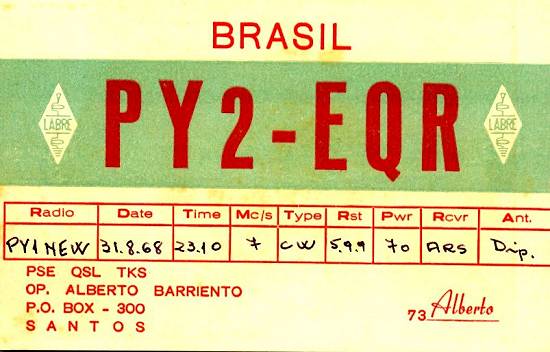 BRASIL
LABRE PY2-EQR LABRE
Radio Date Time Mc/s Type Rst Pwr Rcvr Ant.
PY1NEW 31.8.68 23.10 7 CW 5.9.9 70 ARS Dip.
PSE QSL TKS
OP. ALBERTO BARRIENTO
P.O. BOX - 300
73 Alberto
SANTOS